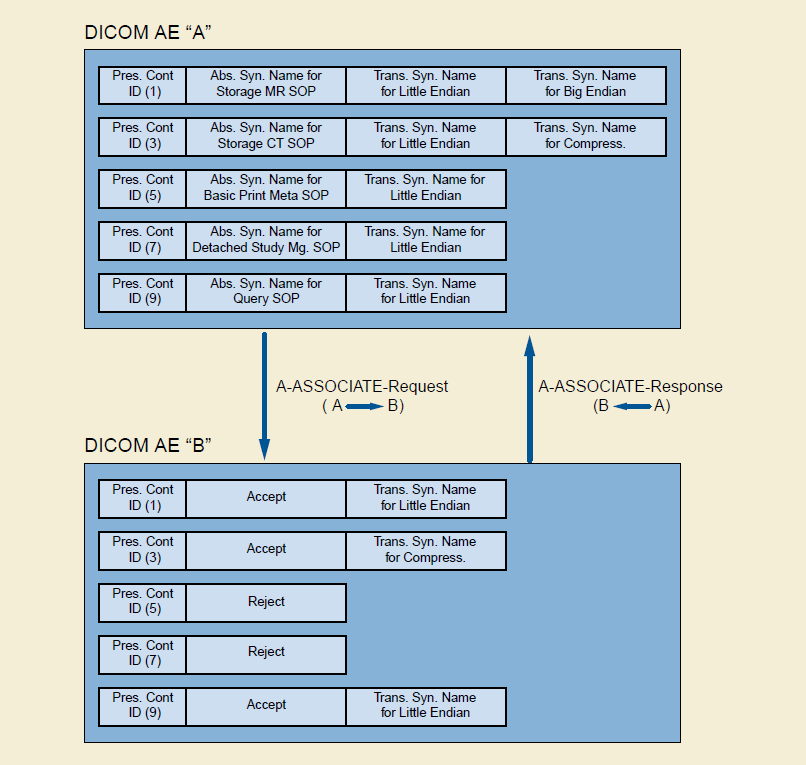 DICOM AE “A”
Pres. Cont
ID (1)
Abs. Syn. Name for
Storage MR SOP
Trans. Syn. Name
for Little Endian
Trans. Syn. Name
for Big Endian
Pres. Cont
ID (3)
Abs. Syn. Name for
Storage CT SOP
Trans. Syn. Name
for Little Endian
Trans. Syn. Name
for Compress.
Pres. Cont
ID (5)
Abs. Syn. Name for
Basic Print Meta SOP
Trans. Syn. Name for
Little Endian
Pres. Cont
ID (7)
Abs. Syn. Name for
Detached Study Mg. SOP
Trans. Syn. Name for
Little Endian
Pres. Cont
ID (9)
Abs. Syn. Name for
Query SOP
Trans. Syn. Name
for Little Endian
A-ASSOCIATE-Request
( A B)
A-ASSOCIATE-Response
(B A)
DICOM AE “B”
Pres. Cont
ID (1)
Accept
Trans. Syn. Name
for Little Endian
Pres. Cont
ID (3)
Accept
Trans. Syn. Name
for Compress.
Pres. Cont
ID (5)
Reject
Pres. Cont
ID (7)
Reject
Pres. Cont
ID (9)
Accept
Trans. Syn. Name
for Little Endian